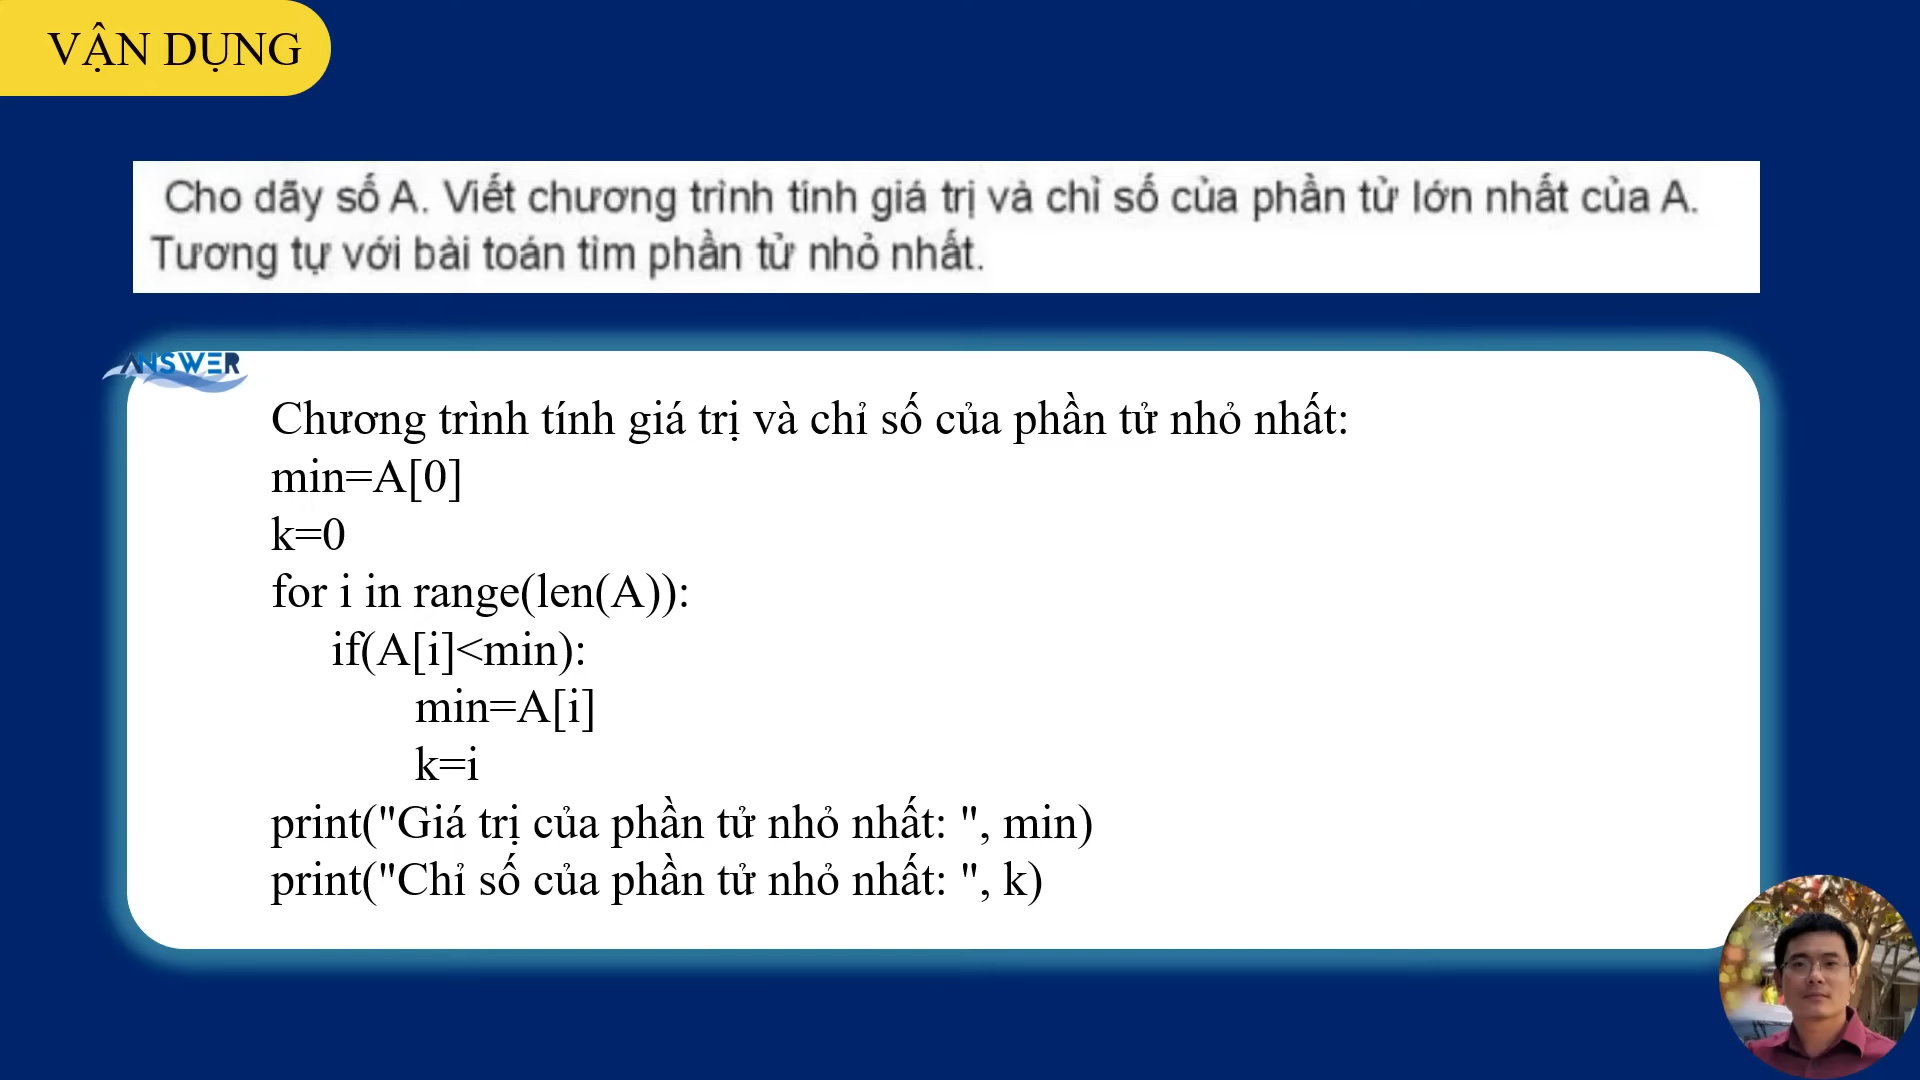 VẬN DỤNG
Cho dãy số A. Viết chương trình tính giá trị và chỉ số của phần tử lớn nhất của A.
Tương tự với bài toán tìm phần tử nhỏ nhất.
ANSWER
Chương trình tính giá trị và chỉ số của phần tử nhỏ nhất:
min=A[0]
k=0
for i in range(len(A)):
if(A[i]<min):
min=A[i]
k=i
print("Giá trị của phần tử nhỏ nhất: ", min)
print("Chỉ số của phần tử nhỏ nhất: ", k)